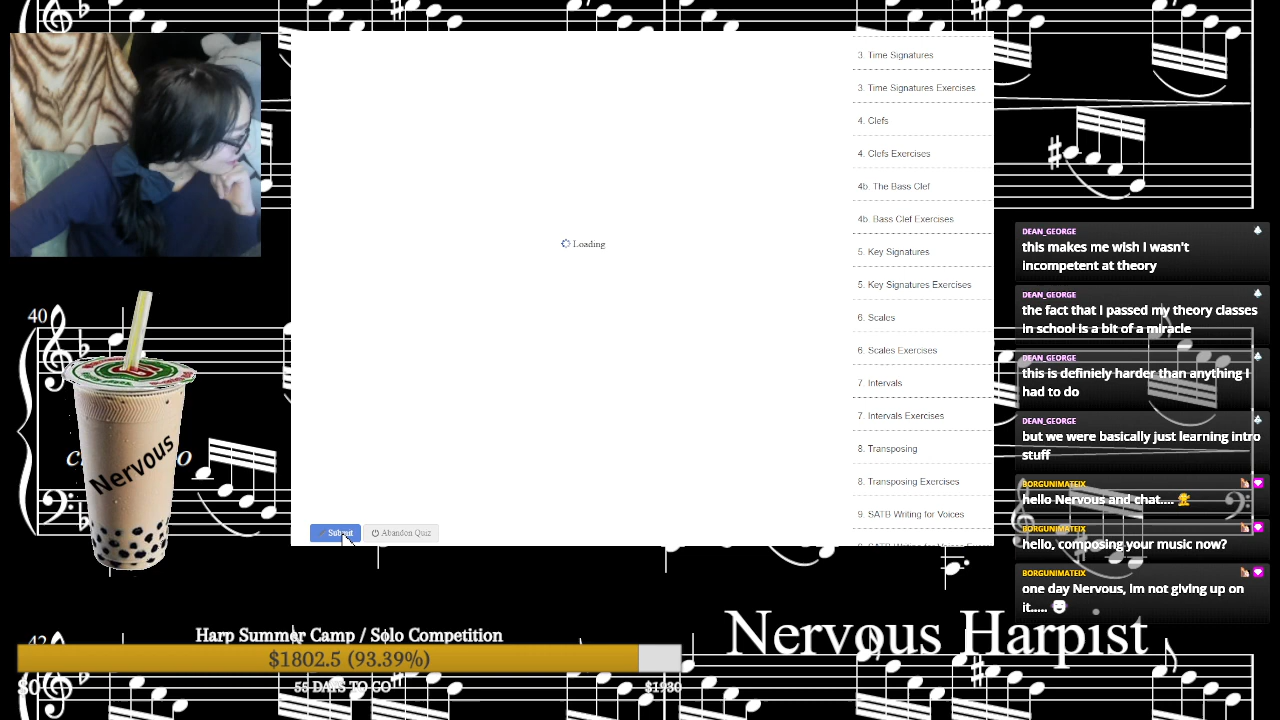 3. Time Signatures
3. Time Signatures Exercises
4. Clefs
4. Clefs Exercises
4b. The Bass Clef
4b. Bass Clef Exercises
5. Key Signatures
5. Key Signatures Exercises
6. Scales
6. Scales Exercises
7. Intervals
7. Intervals Exercises
8. Transposing
8. Transposing Exercises
9. SATB Writing for Voices
Loading
Submit
Abandon Quiz
DEAN_GEORGE
this makes me wish I wasn't
incompetent at theory
DEAN_GEORGE
the fact that I passed my theory classes
in school is a bit of a miracle
DEAN_GEORGE
this is definiely harder than anything I
had to do
DEAN_GEORGE
but we were basically just learning intro
stuff
BORGUNIMATEIX
hello Nervous and chat....
BORGUNIMATEIX
hello, composing your music now?
BORGUNIMATEIX
one day Nervous, im not giving up on
it.....
40
Nervous
42
Harp Summer Camp / Solo Competition
$1802.5 (93.39%)
$0
55 DAYS TO GO
$1930
Nervous Harpist